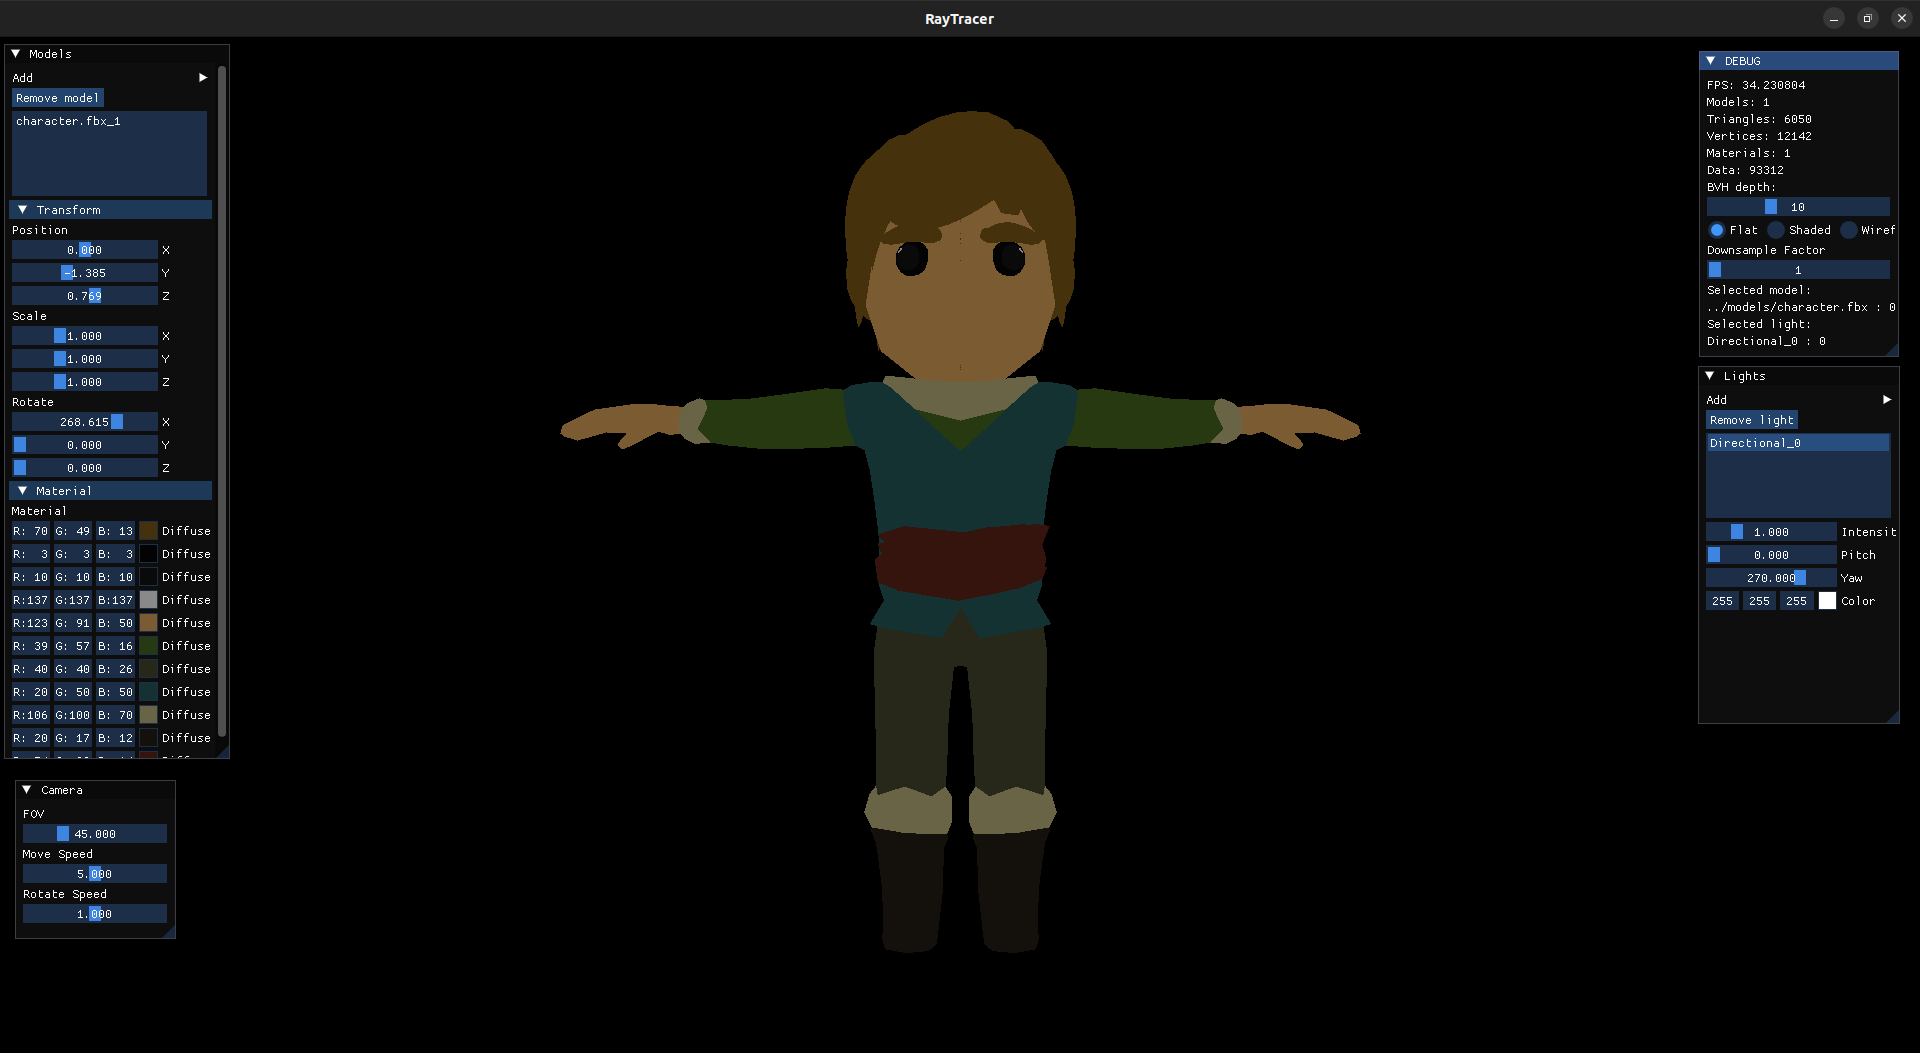 RayTracer
Models
Add
Remove model
character.fbx_1
Transform
Position
0.000 X
-1.385 Y
0.769 Z
Scale
1.000 X
1.000 Y
1.000 Z
Rotate
268.615 X
0.000 Y
0.000 Z
Material
Material
R: 70 G: 49 B: 13 Diffuse
R: 3 G: 3 B: 3 Diffuse
R: 10 G: 10 B: 10 Diffuse
R:137 G:137 B:137 Diffuse
R:123 G: 91 B: 50 Diffuse
R: 39 G: 57 B: 16 Diffuse
R: 40 G: 40 B: 26 Diffuse
R: 20 G: 50 B: 50 Diffuse
R:106 G:100 B: 70 Diffuse
R: 20 G: 17 B: 12 Diffuse
Camera
FOV
45.000
Move Speed
5.000
Rotate Speed
1.000
DEBUG
FPS: 34.230804
Models: 1
Triangles: 6050
Vertices: 12142
Materials: 1
Data: 93312
BVH depth:
10
Flat Shaded Wiref
Downsample Factor
1
Selected model:
../models/character.fbx : 0
Selected light:
Directional_0 : 0
Lights
Add
Remove light
Directional_0
1.000 Intensit
0.000 Pitch
270.000 Yaw
255 255 255 Color